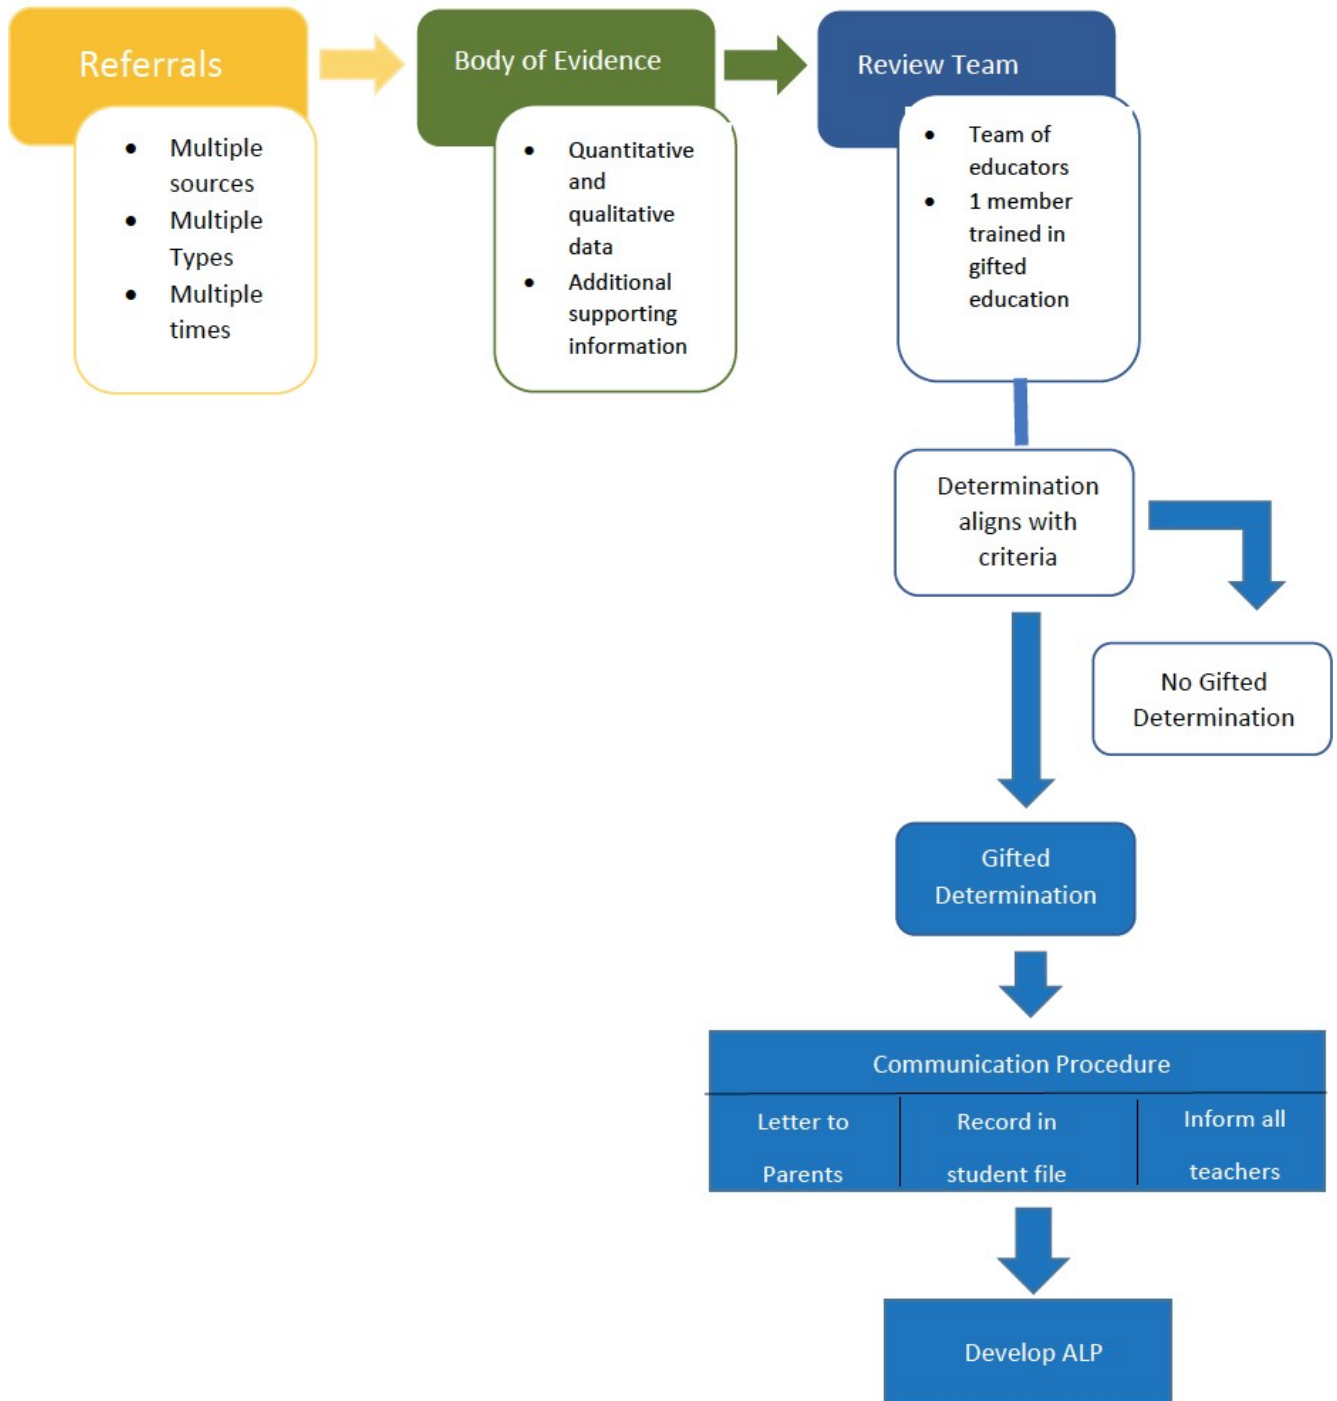 Referrals
• Multiple
sources
• Multiple
Types
• Multiple
times
Body of Evidence
• Quantitative
and
qualitative
data
• Additional
supporting
information
Review Team
• Team of
educators
• 1 member
trained in
gifted
education
Determination
aligns with
criteria
No Gifted
Determination
Gifted
Determination
Communication Procedure
Letter to
Parents
Record in
student file
Inform all
teachers
Develop ALP